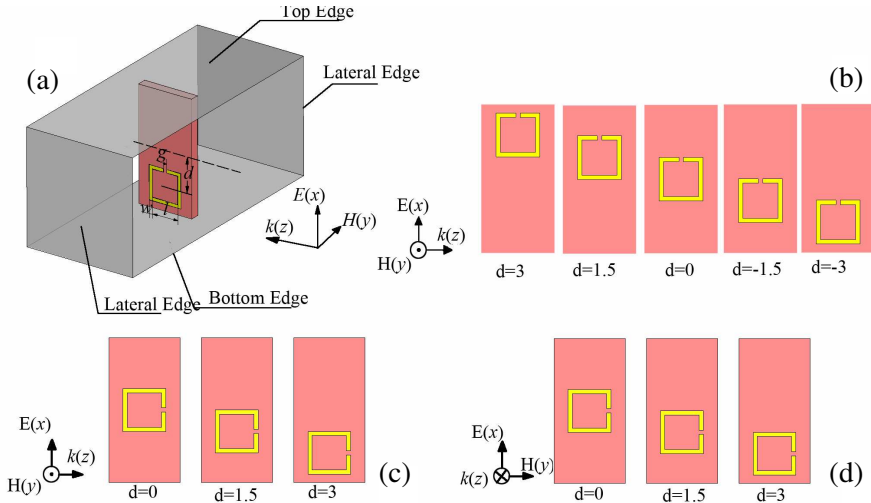 Top Edge
(a)
Lateral Edge
g
d
w
l
E(x)
H(y)
k(z)
Lateral Edge
Bottom Edge
(b)
E(x)
k(z)
H(y)
d=3
d=1.5
d=0
d=-1.5
d=-3
E(x)
k(z)
H(y)
d=0
d=1.5
d=3
(c)
E(x)
H(y)
k(z)
d=0
d=1.5
d=3
(d)